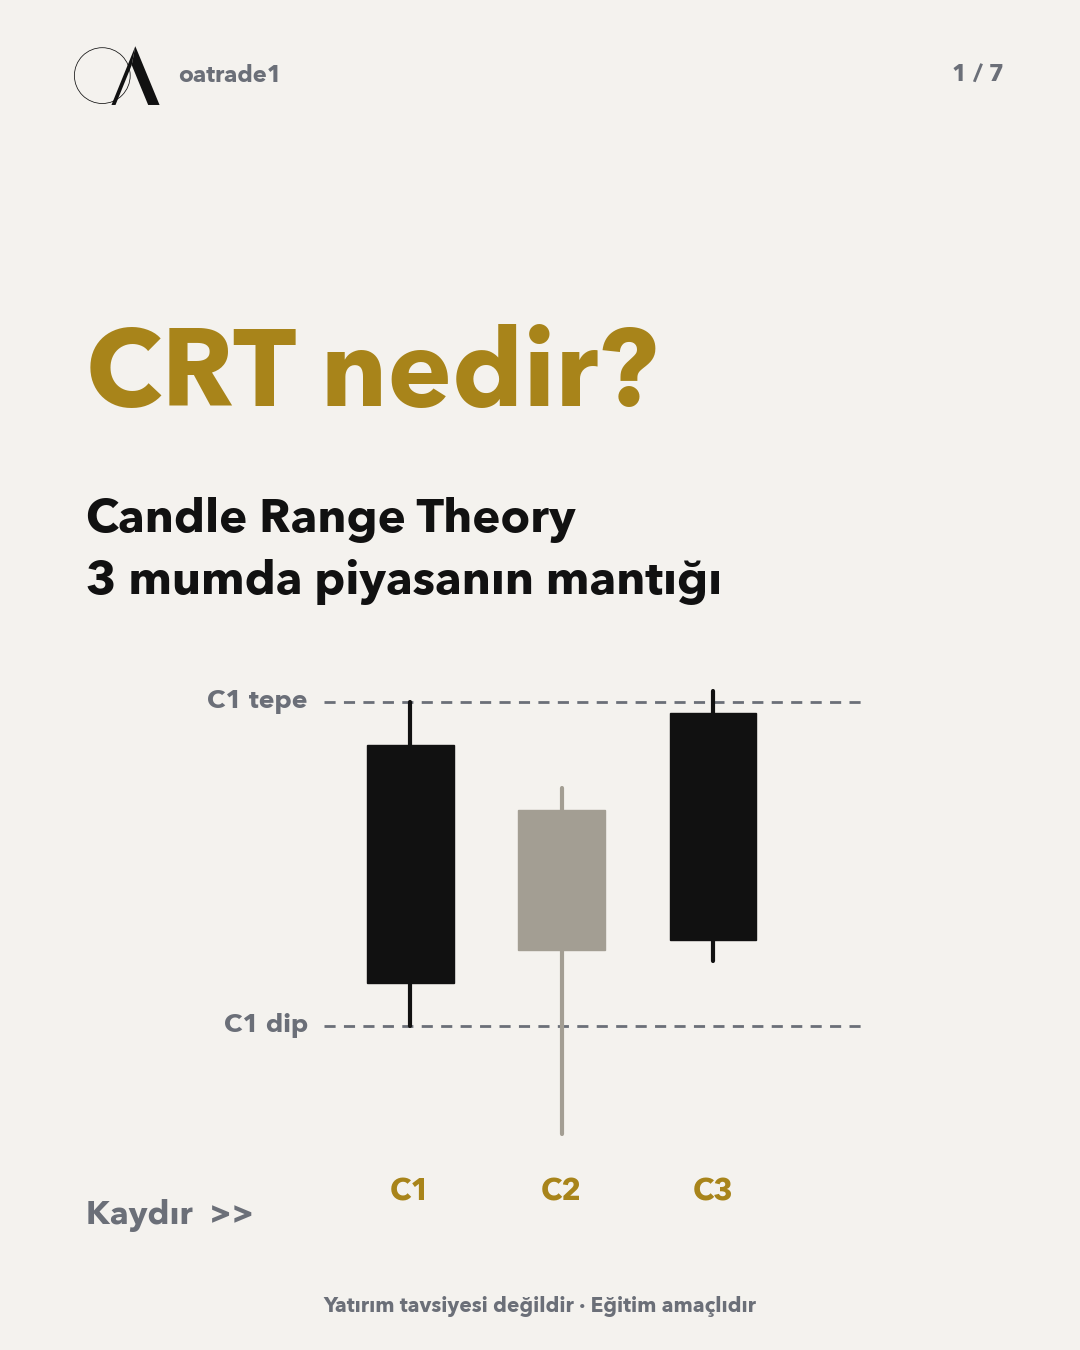 oatrade1
1 / 7
CRT nedir?
Candle Range Theory
3 mumda piyasanın mantığı
C1 tepe
C1 dip
C1 C2 C3
Kaydır >>
Yatırım tavsiyesi değildir · Eğitim amaçlıdır